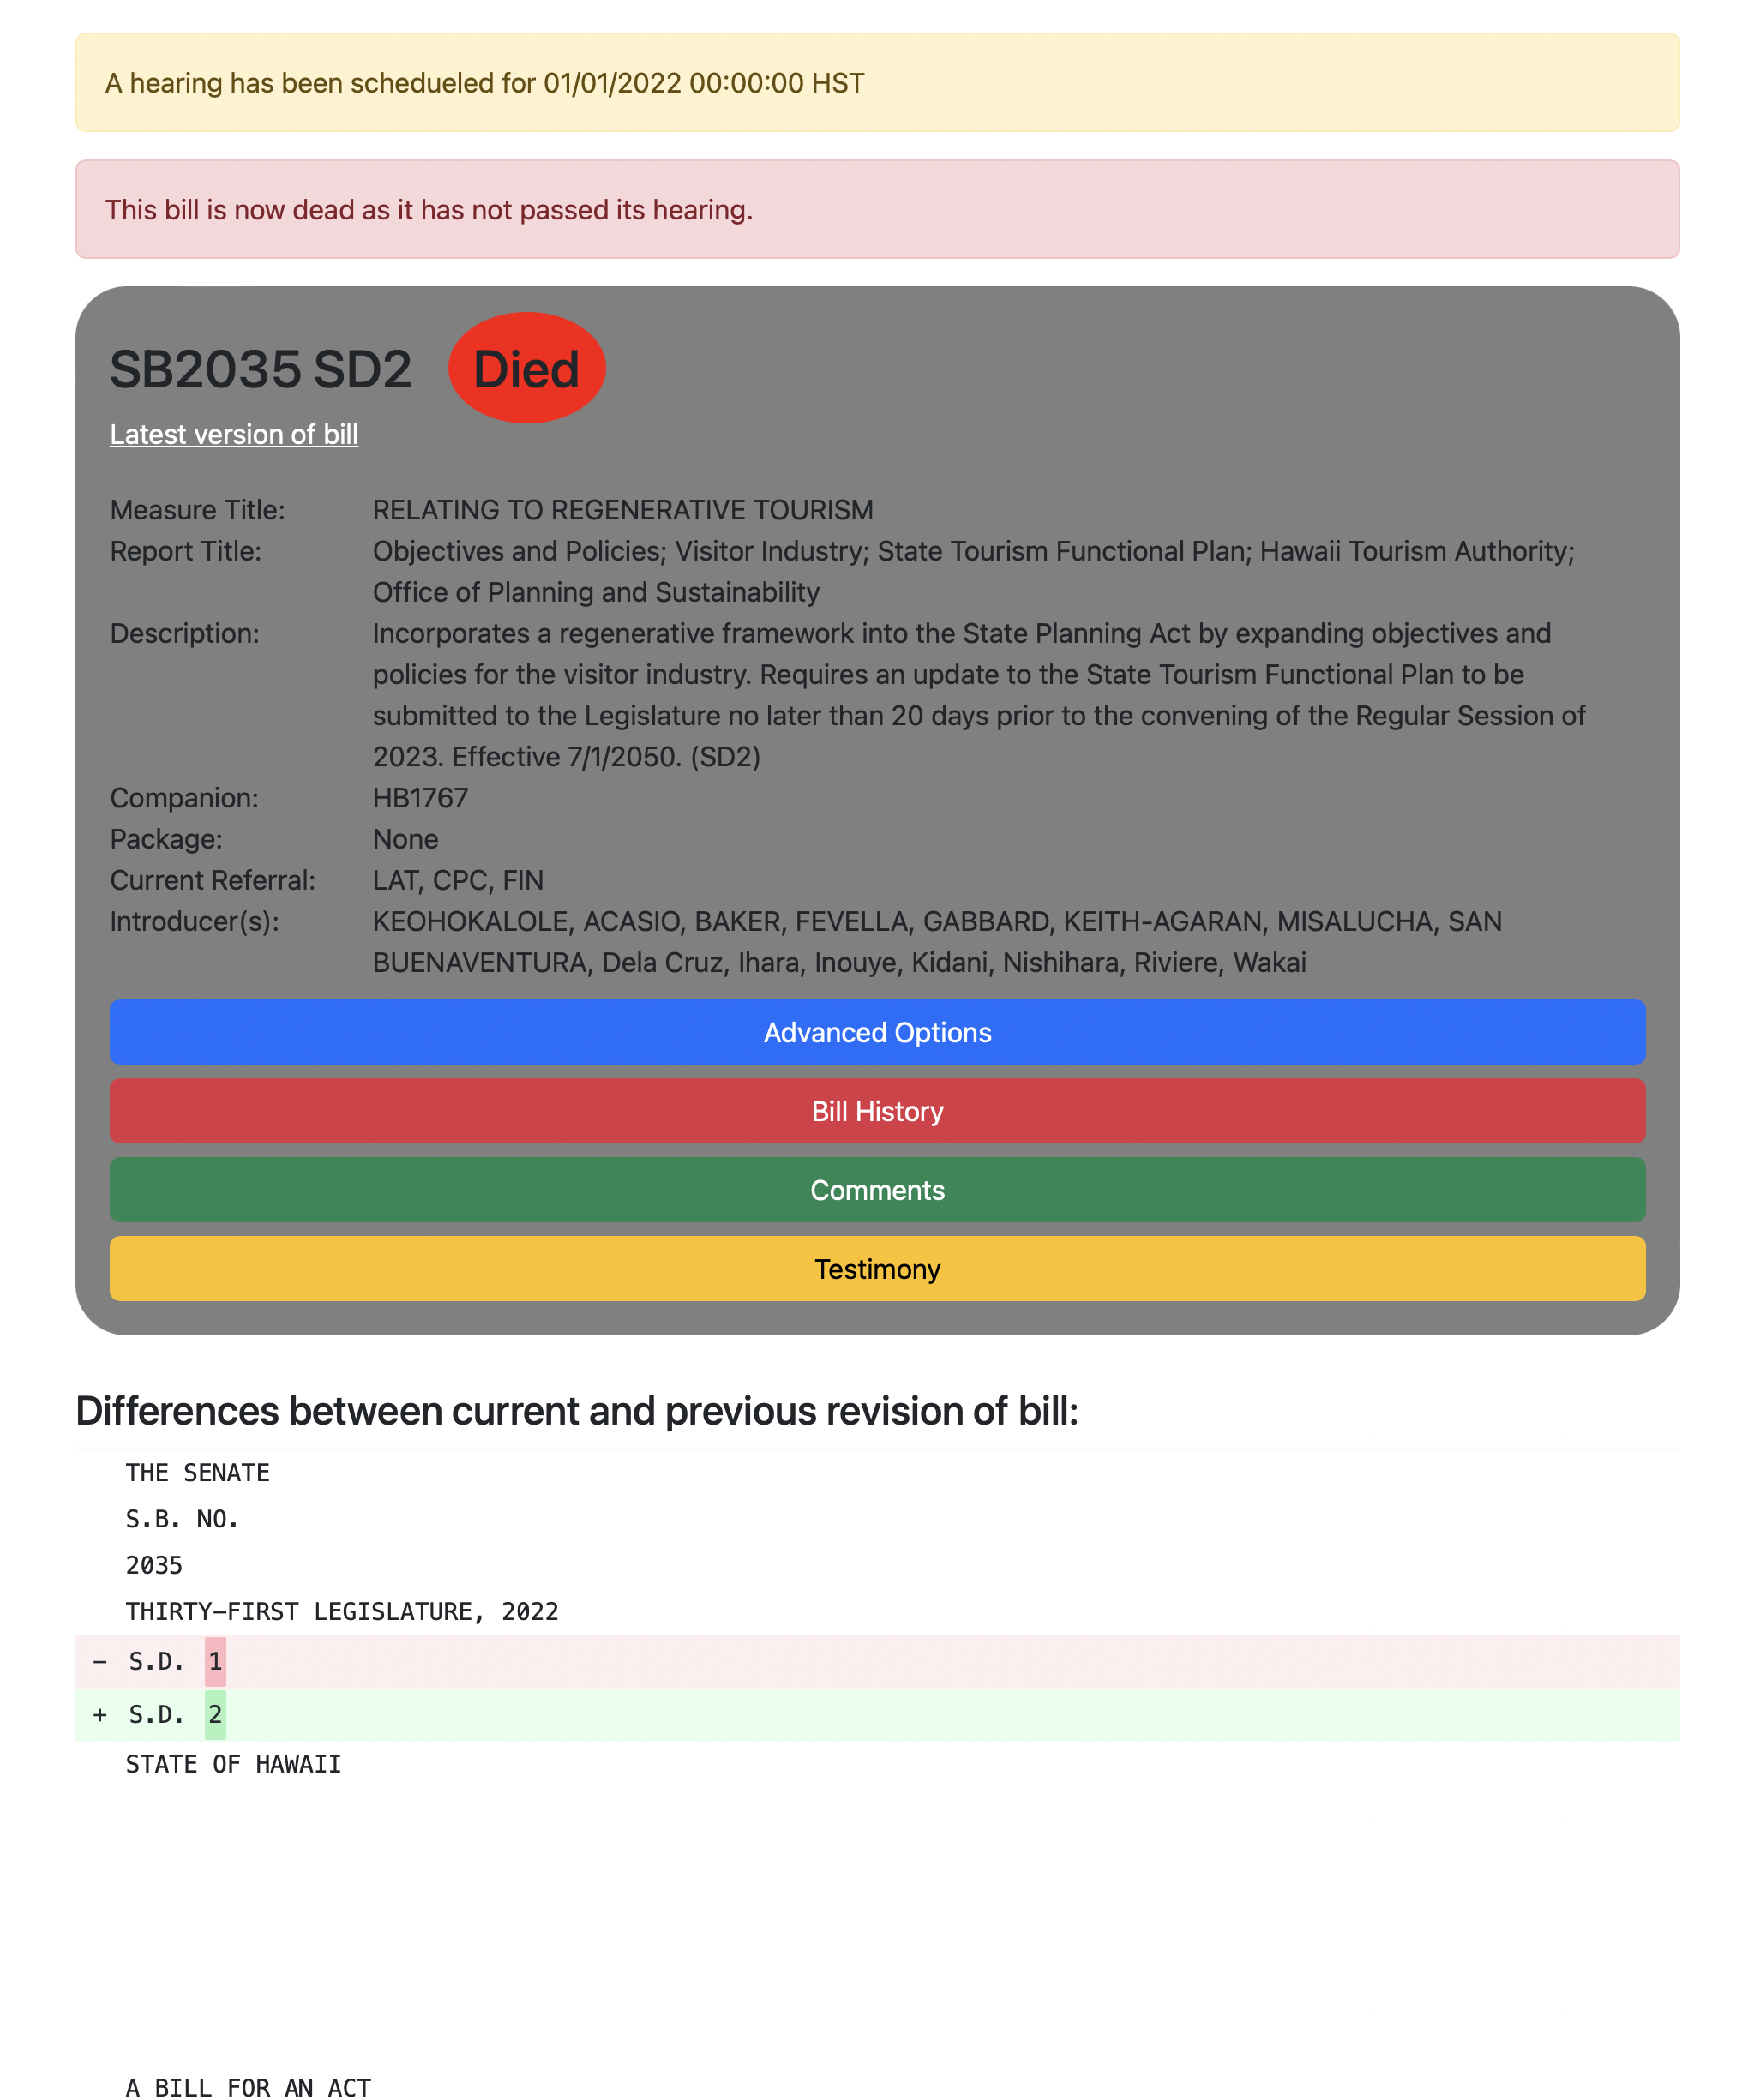 A hearing has been schedueled for 01/01/2022 00:00:00 HST
This bill is now dead as it has not passed its hearing.
SB2035 SD2 Died
Latest version of bill
Measure Title: RELATING TO REGENERATIVE TOURISM
Report Title: Objectives and Policies; Visitor Industry; State Tourism Functional Plan; Hawaii Tourism Authority;
Office of Planning and Sustainability
Description: Incorporates a regenerative framework into the State Planning Act by expanding objectives and
policies for the visitor industry. Requires an update to the State Tourism Functional Plan to be
submitted to the Legislature no later than 20 days prior to the convening of the Regular Session of
2023. Effective 7/1/2050. (SD2)
Companion: HB1767
Package: None
Current Referral: LAT, CPC, FIN
Introducer(s): KEOHOKALOLE, ACASIO, BAKER, FEVELLA, GABBARD, KEITH-AGARAN, MISALUCHA, SAN
BUENAVENTURA, Dela Cruz, Ihara, Inouye, Kidani, Nishihara, Riviere, Wakai
Advanced Options
Bill History
Comments
Testimony
Differences between current and previous revision of bill:
THE SENATE
S.B. NO.
2035
THIRTY-FIRST LEGISLATURE, 2022
- S.D. 1
+ S.D. 2
STATE OF HAWAII
A BILL FOR AN ACT